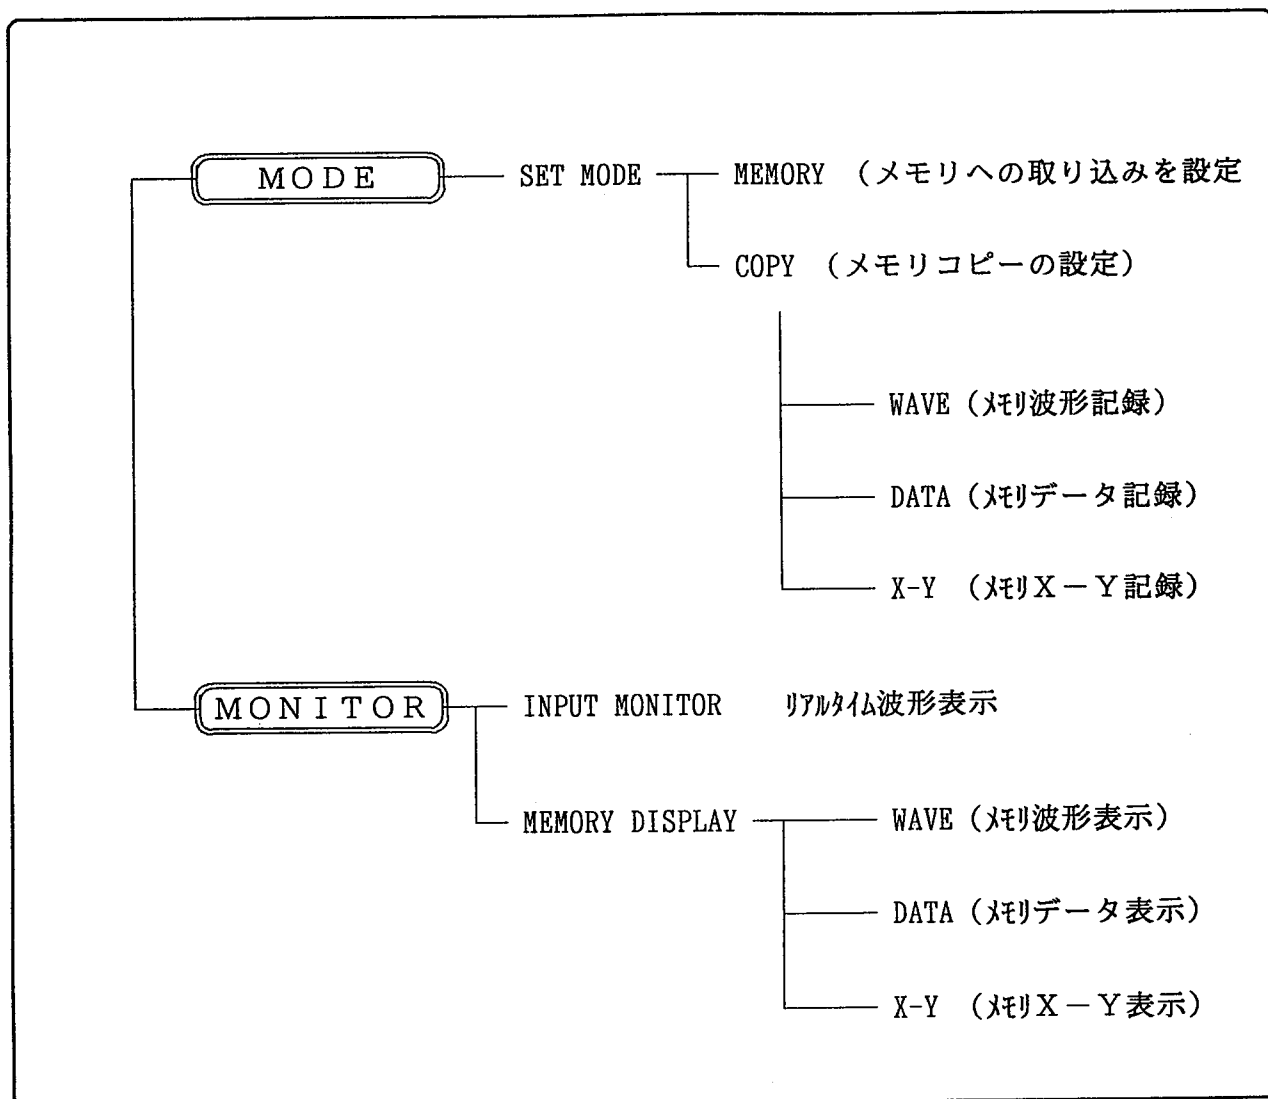 ＭＯＤＥ SET MODE MEMORY （メモリへの取り込みを設定
COPY （メモリコピーの設定）
WAVE（ﾒﾓﾘ波形記録）
DATA（ﾒﾓﾘデータ記録）
X-Y （ﾒﾓﾘＸ－Ｙ記録）
ＭＯＮＩＴＯＲ INPUT MONITOR ﾘｱﾙﾀｲﾑ波形表示
MEMORY DISPLAY WAVE（ﾒﾓﾘ波形表示）
DATA（ﾒﾓﾘデータ表示）
X-Y （ﾒﾓﾘＸ－Ｙ表示）